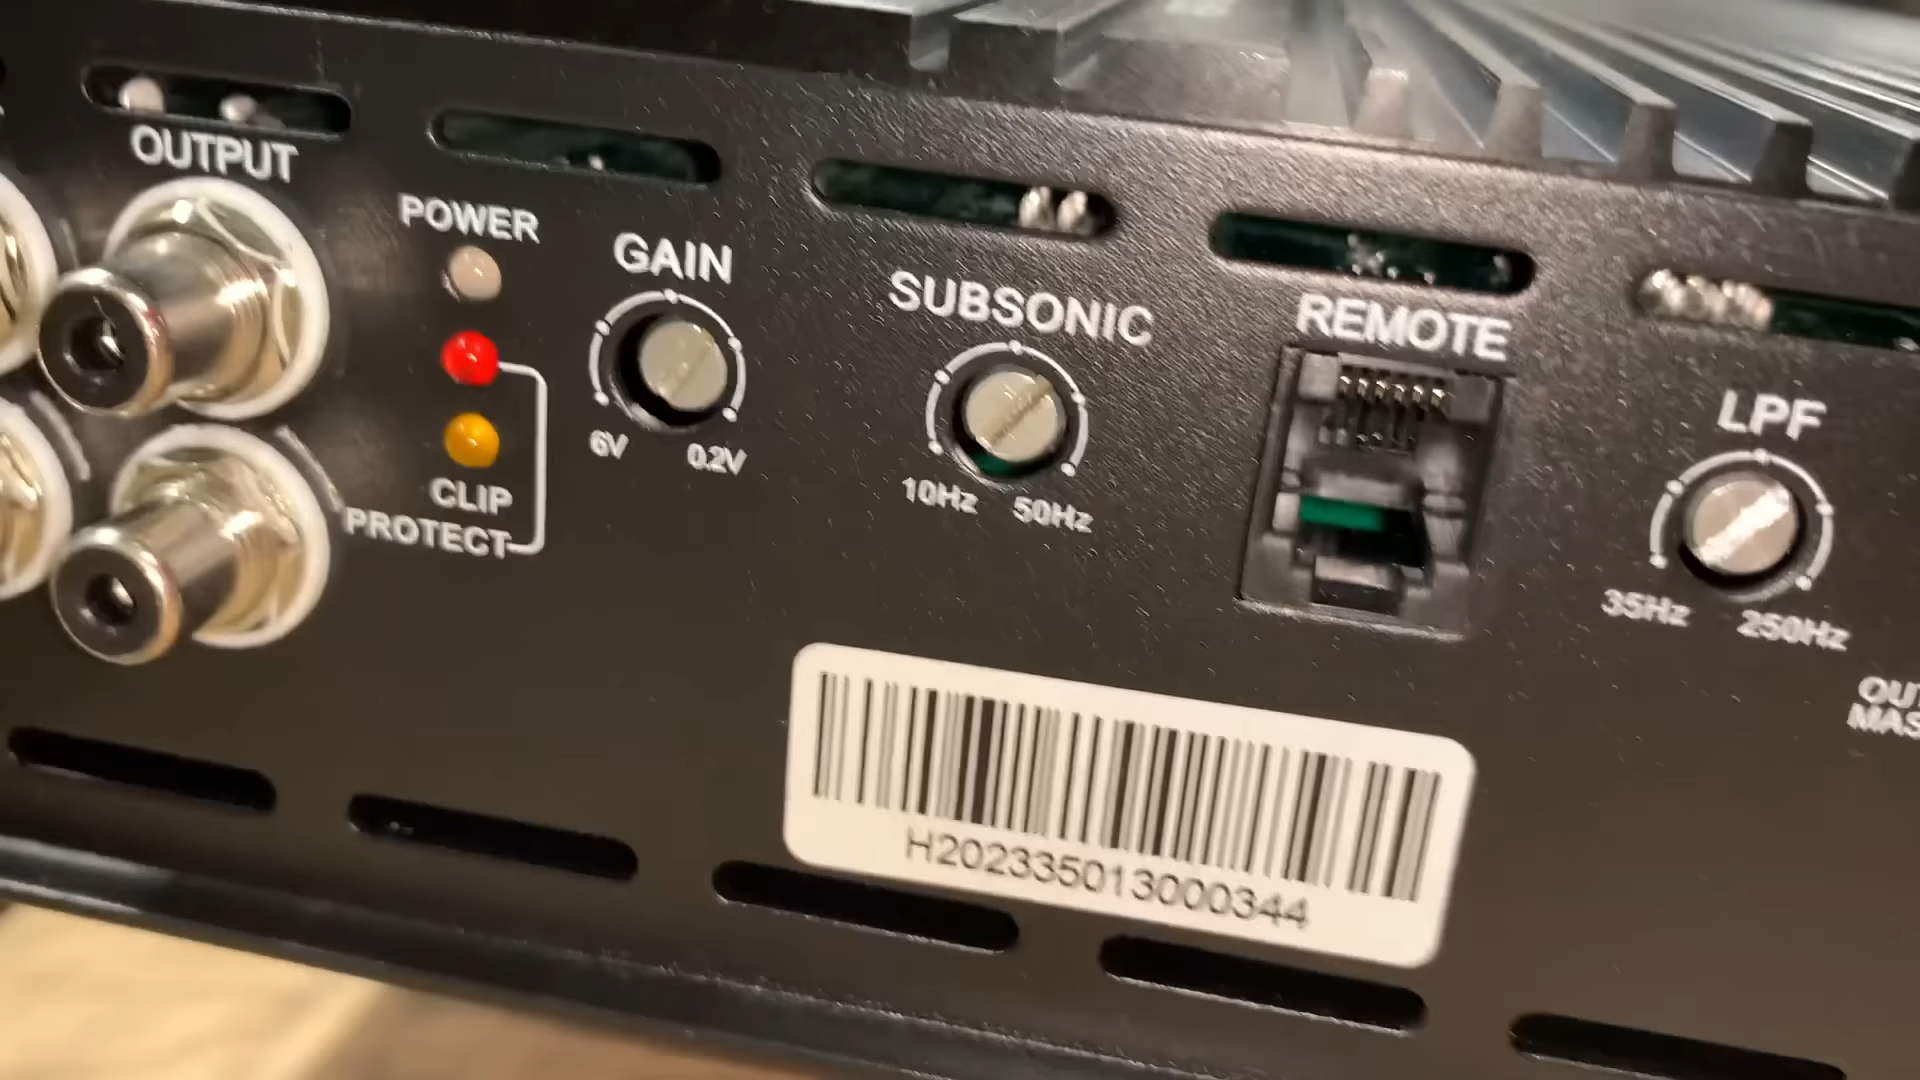 OUTPUT
POWER
CLIP
PROTECT
GAIN
6V 0.2V
SUBSONIC
10Hz 50Hz
REMOTE
LPF
35Hz 250Hz
H202335013000344